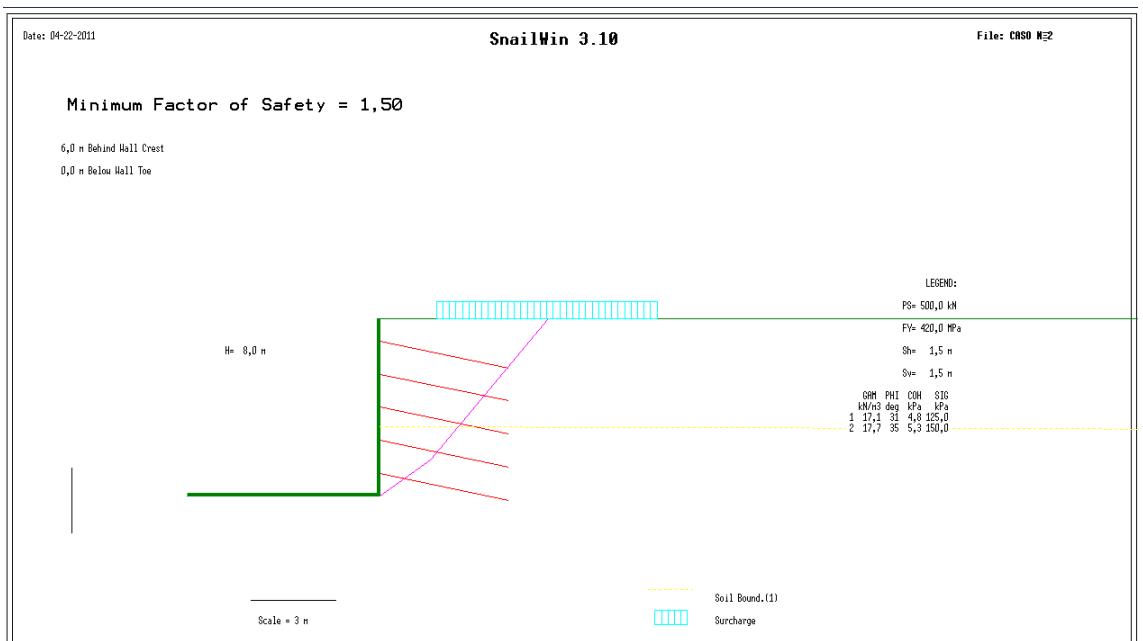 Date: 04-22-2011
SnailWin 3.10
File: CASO N≡2
Minimum Factor of Safety = 1,50
6,0 m Behind Wall Crest
0,0 m Below Wall Toe
LEGEND:
PS= 500,0 kN
FY= 420,0 MPa
H= 8,0 m
Sh= 1,5 m
Sv= 1,5 m
GAM PHI COH SIG
kN/m3 deg kPa kPa
1 17,1 31 4,8 125,0
2 17,7 35 5,3 150,0
Soil Bound.(1)
Scale = 3 m
Surcharge